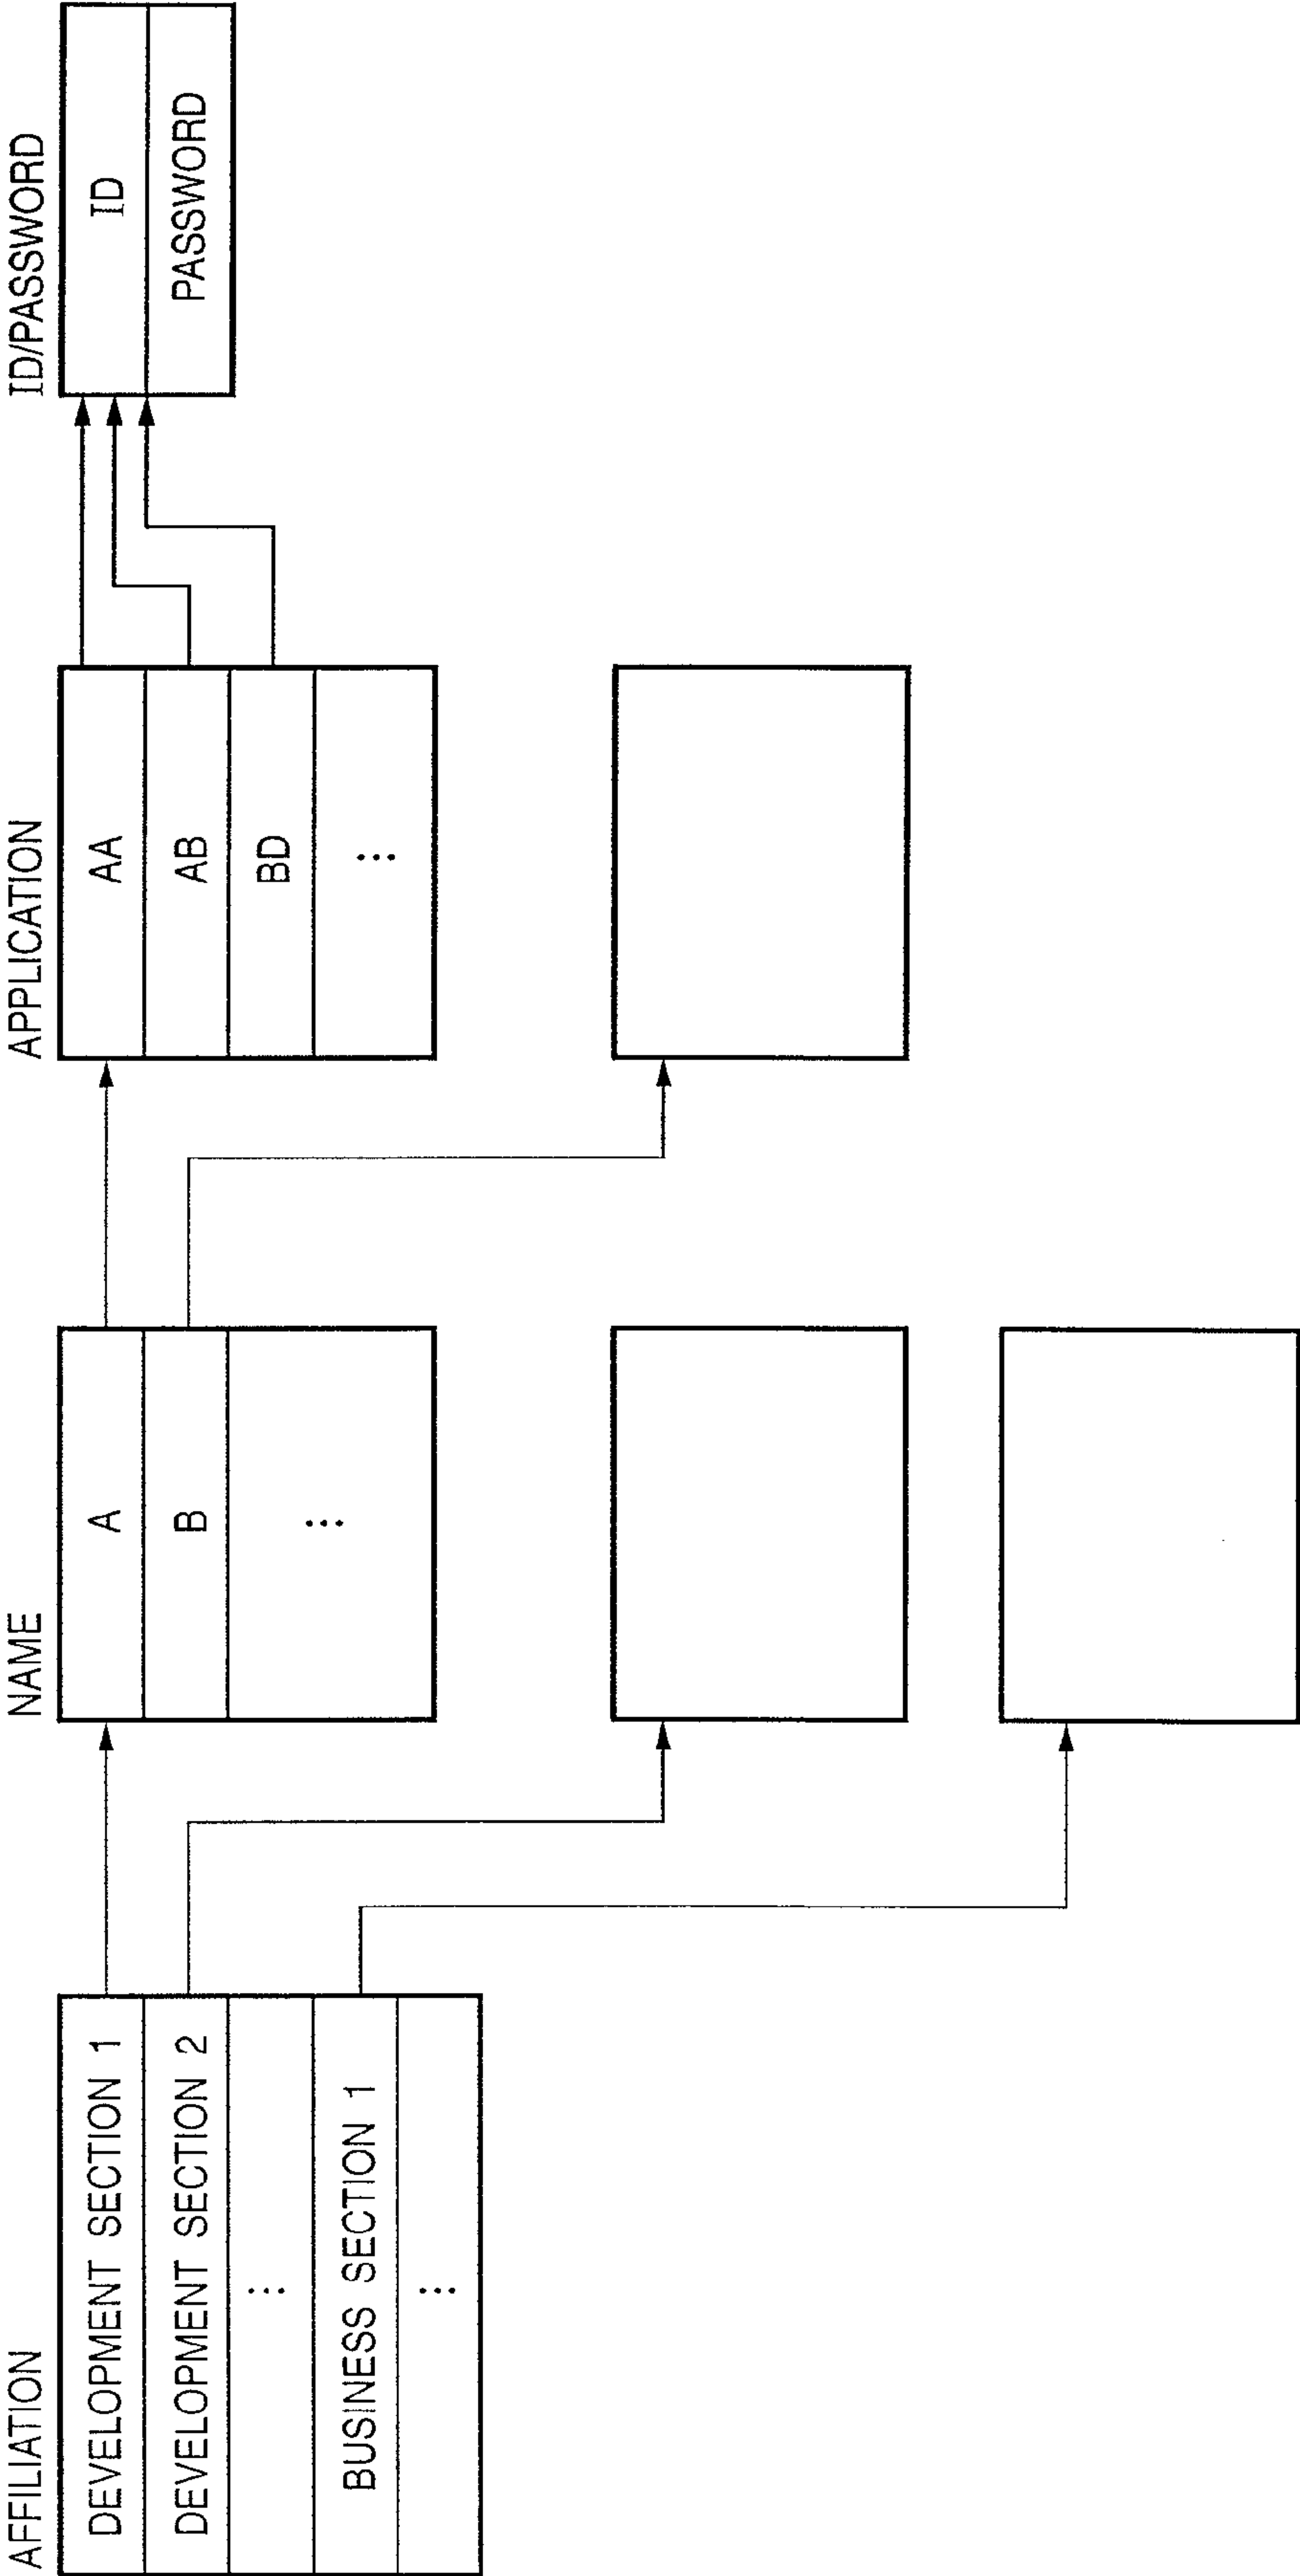 AFFILIATION
DEVELOPMENT SECTION 1
DEVELOPMENT SECTION 2
⋮
BUSINESS SECTION 1
⋮
NAME
A
B
⋮
APPLICATION
AA
AB
BD
⋮
ID/PASSWORD
ID
PASSWORD